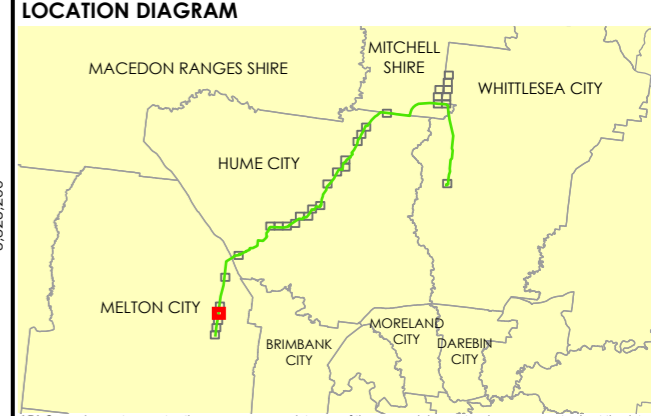 LOCATION DIAGRAM
MITCHELL
SHIRE
MACEDON RANGES SHIRE
WHITTLESEA CITY
HUME CITY
MELTON CITY
BRIMBANK
CITY
MORELAND
CITY
DAREBIN
CITY